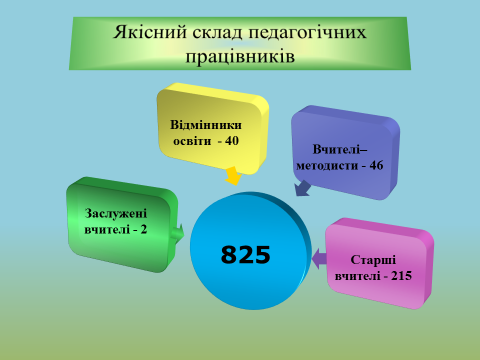 Якісний склад педагогічних
працівників
Відмінники
освіти - 40
Вчителі–
методисти - 46
Заслужені
вчителі - 2
825
Старші
вчителі - 215